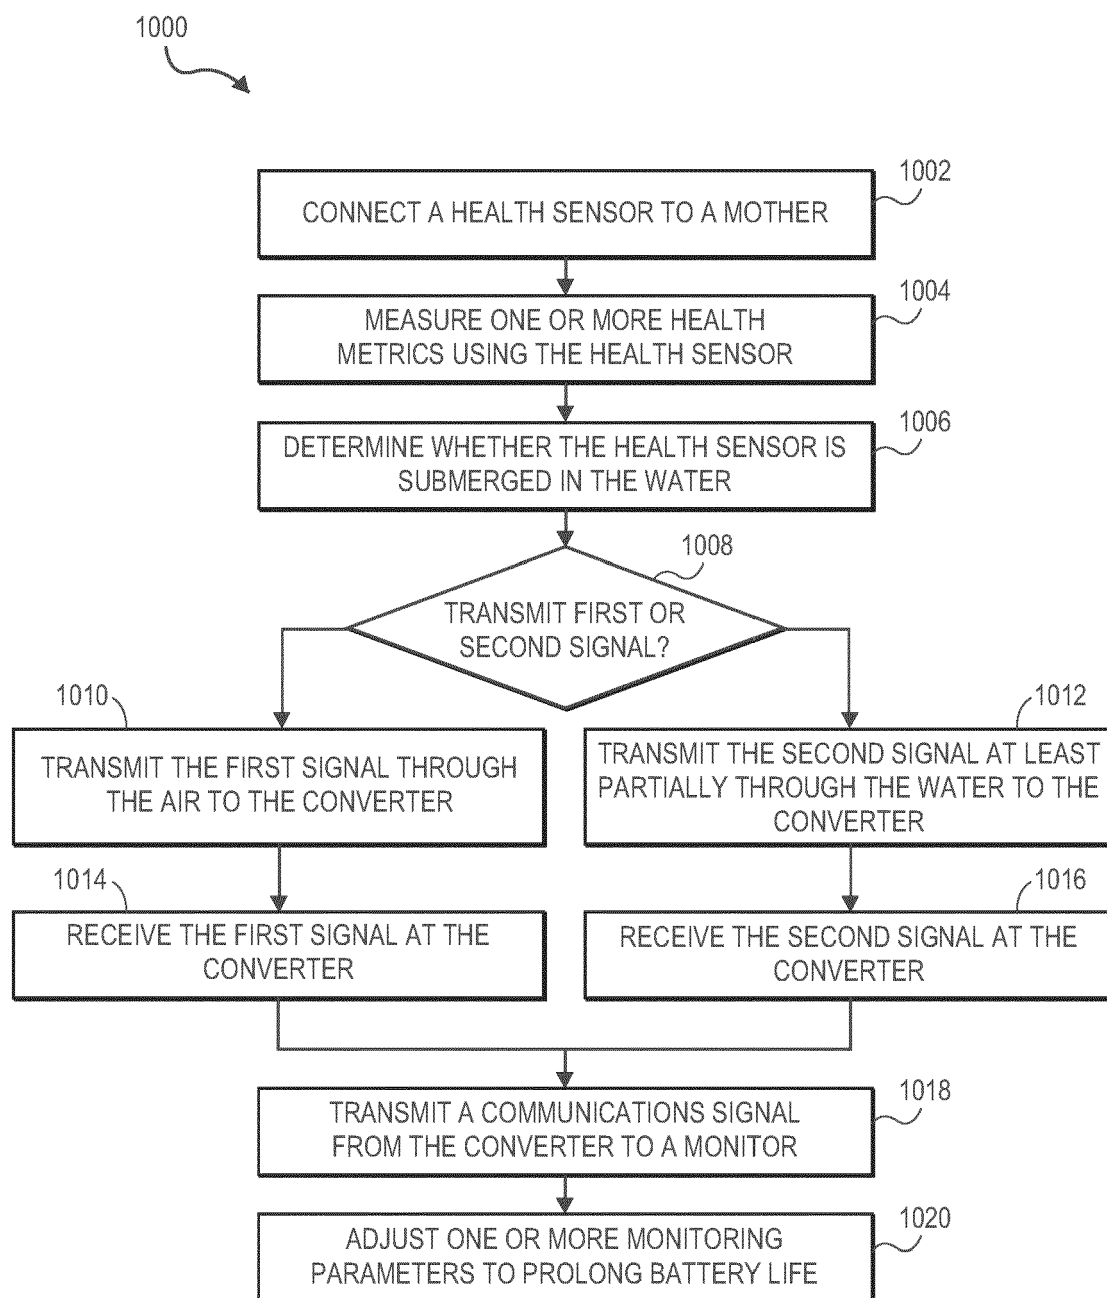 1000
1002
CONNECT A HEALTH SENSOR TO A MOTHER
1004
MEASURE ONE OR MORE HEALTH
METRICS USING THE HEALTH SENSOR
1006
DETERMINE WHETHER THE HEALTH SENSOR IS
SUBMERGED IN THE WATER
1008
TRANSMIT FIRST OR
SECOND SIGNAL?
1010
TRANSMIT THE FIRST SIGNAL THROUGH
THE AIR TO THE CONVERTER
1012
TRANSMIT THE SECOND SIGNAL AT LEAST
PARTIALLY THROUGH THE WATER TO THE
CONVERTER
1014
RECEIVE THE FIRST SIGNAL AT THE
CONVERTER
1016
RECEIVE THE SECOND SIGNAL AT THE
CONVERTER
1018
TRANSMIT A COMMUNICATIONS SIGNAL
FROM THE CONVERTER TO A MONITOR
1020
ADJUST ONE OR MORE MONITORING
PARAMETERS TO PROLONG BATTERY LIFE